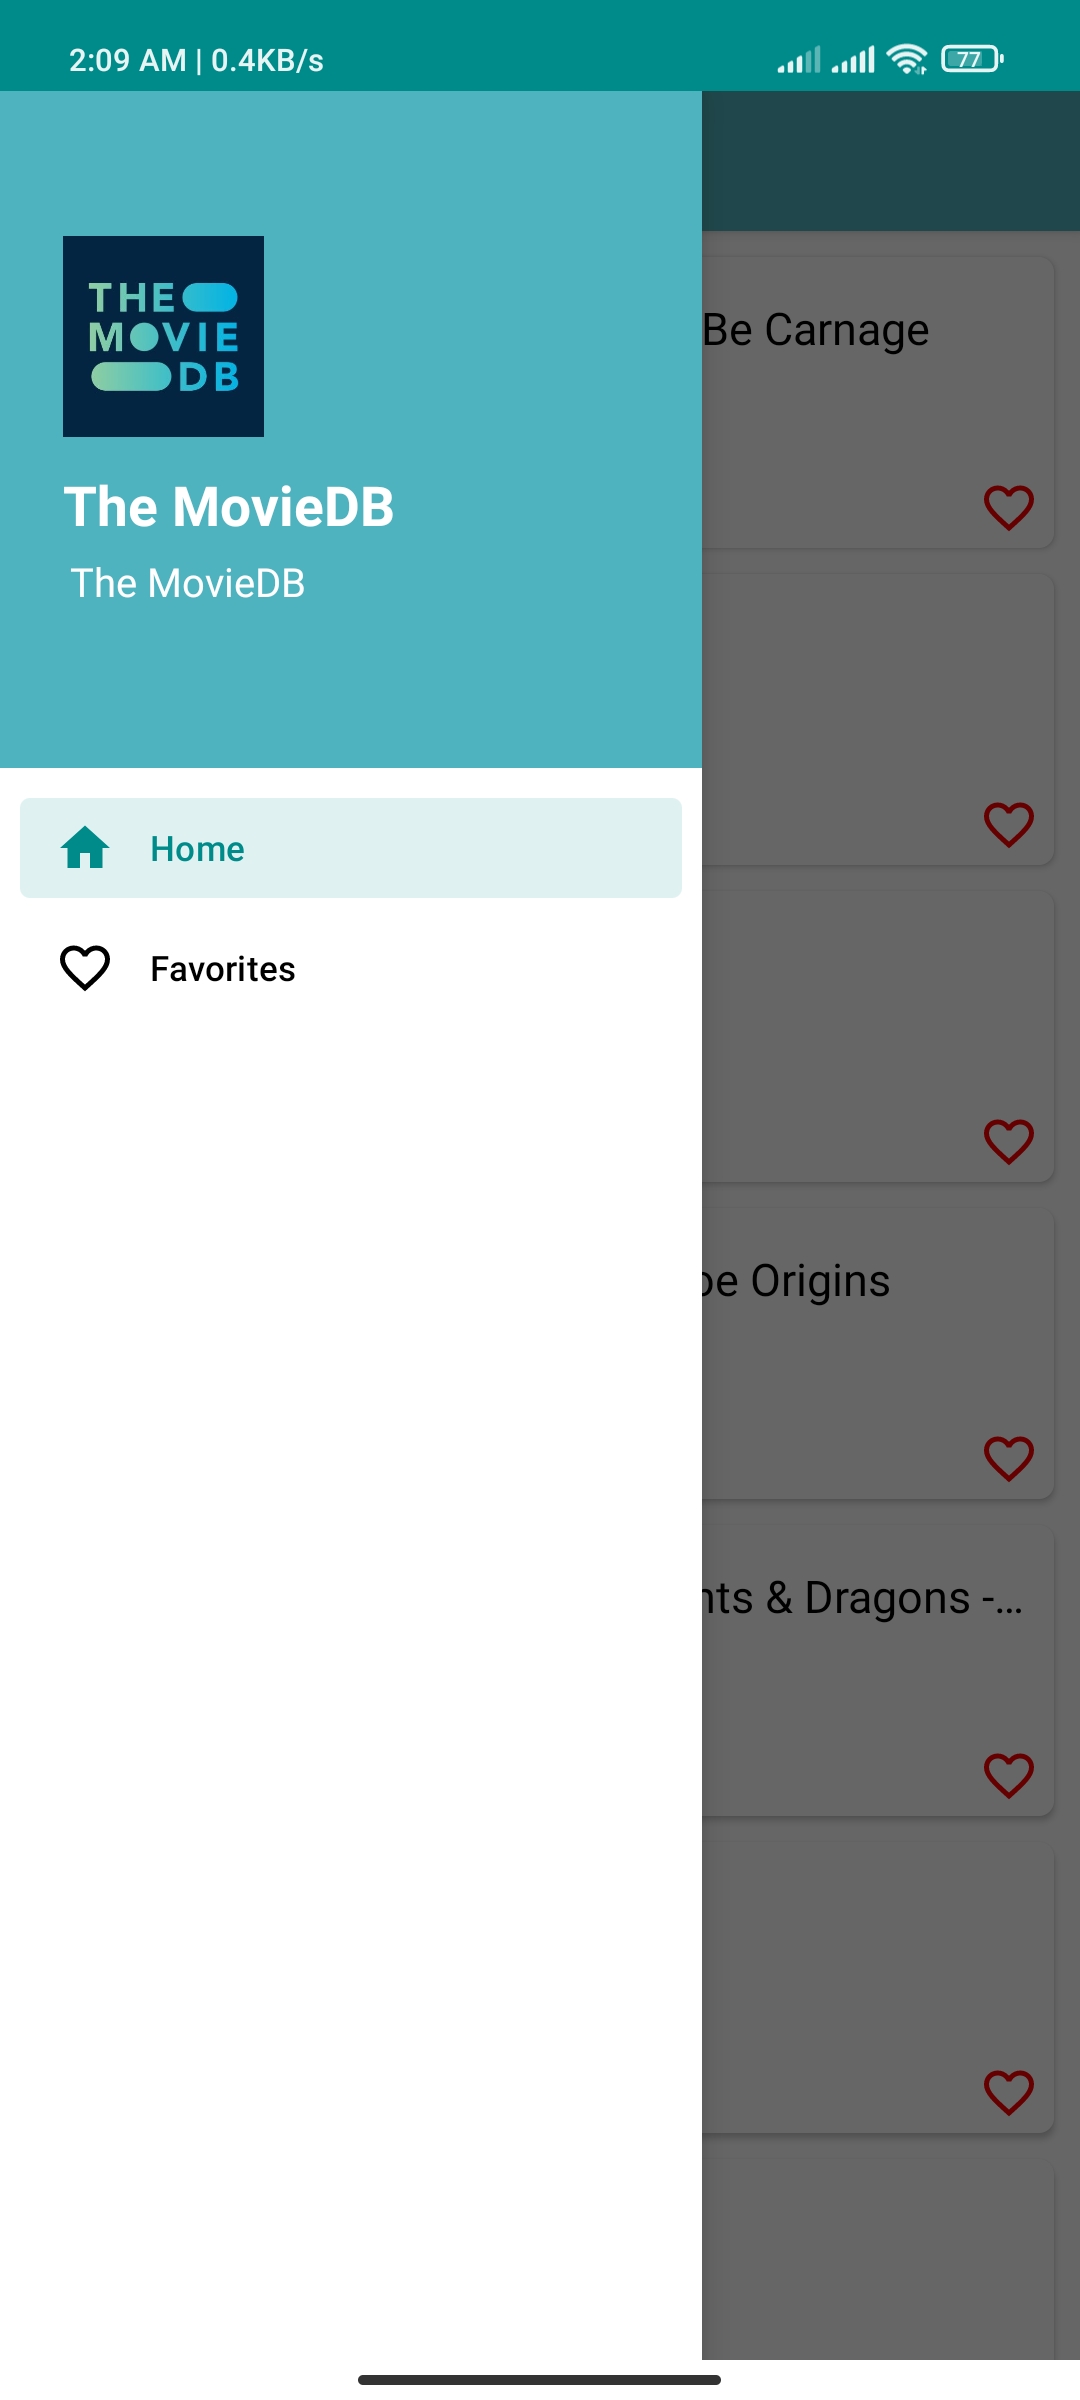 2:09 AM | 0.4KB/s
77
THE
MOVIE
DB
The MovieDB
The MovieDB
Home
Favorites
Be Carnage
oe Origins
nts & Dragons -...